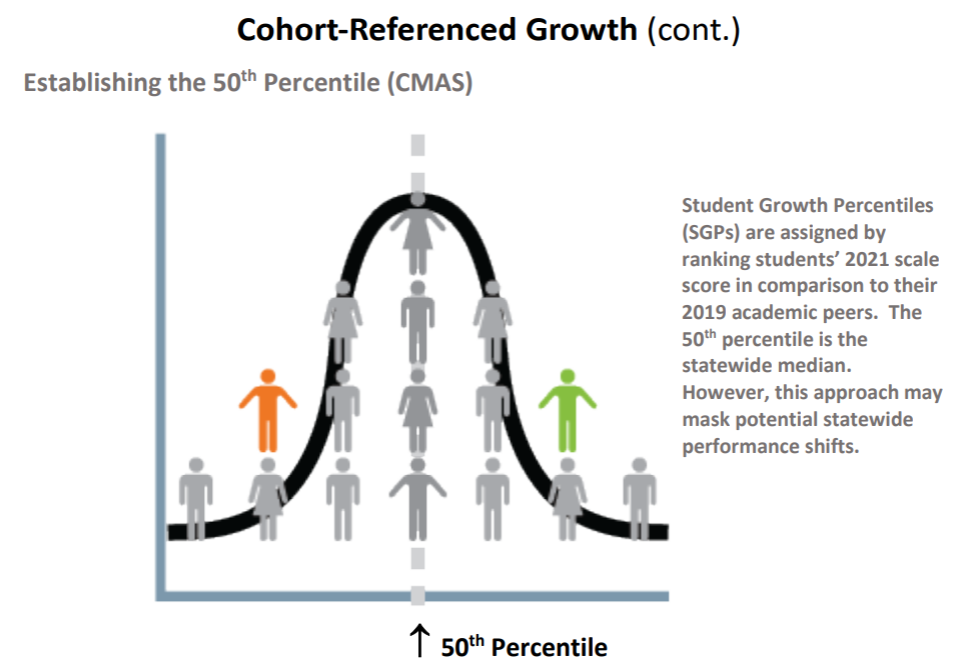 Cohort-Referenced Growth (cont.)
Establishing the 50th Percentile (CMAS)
Student Growth Percentiles
(SGPs) are assigned by
ranking students’ 2021 scale
score in comparison to their
2019 academic peers.  The
50th percentile is the
statewide median.
However, this approach may
mask potential statewide
performance shifts.
↑ 50th Percentile